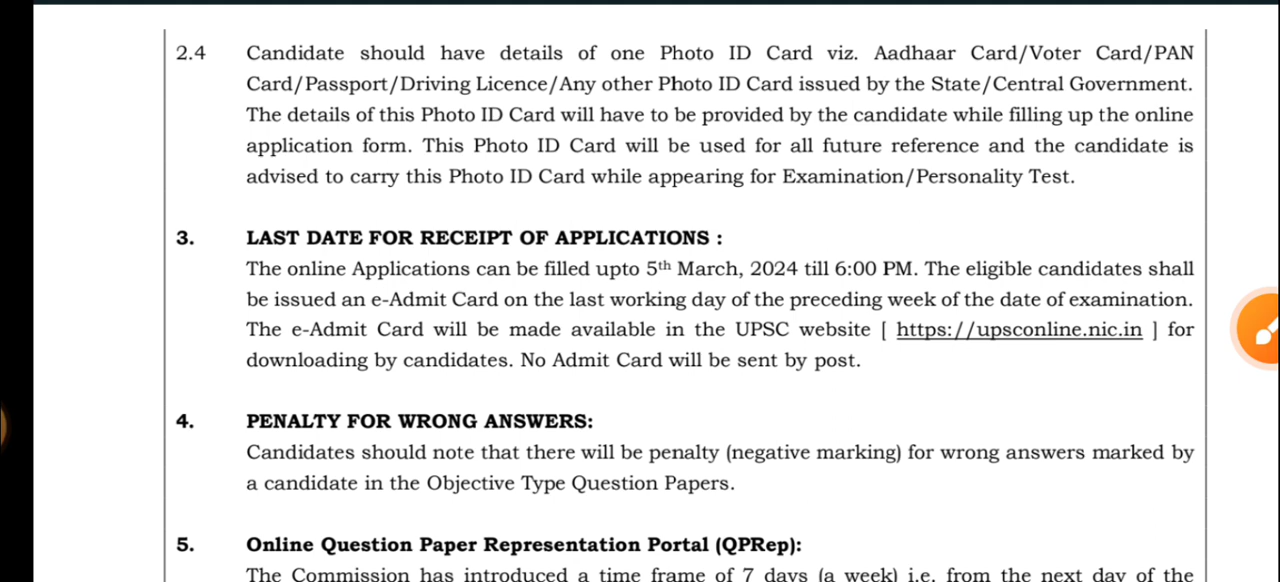 2.4 Candidate should have details of one Photo ID Card viz. Aadhaar Card/Voter Card/PAN
Card/Passport/Driving Licence/Any other Photo ID Card issued by the State/Central Government.
The details of this Photo ID Card will have to be provided by the candidate while filling up the online
application form. This Photo ID Card will be used for all future reference and the candidate is
advised to carry this Photo ID Card while appearing for Examination/Personality Test.
3. LAST DATE FOR RECEIPT OF APPLICATIONS :
The online Applications can be filled upto 5th March, 2024 till 6:00 PM. The eligible candidates shall
be issued an e-Admit Card on the last working day of the preceding week of the date of examination.
The e-Admit Card will be made available in the UPSC website [ https://upsconline.nic.in ] for
downloading by candidates. No Admit Card will be sent by post.
4. PENALTY FOR WRONG ANSWERS:
Candidates should note that there will be penalty (negative marking) for wrong answers marked by
a candidate in the Objective Type Question Papers.
5. Online Question Paper Representation Portal (QPRep):
The Commission has introduced a time frame of 7 days (a week) i.e. from the next day of the